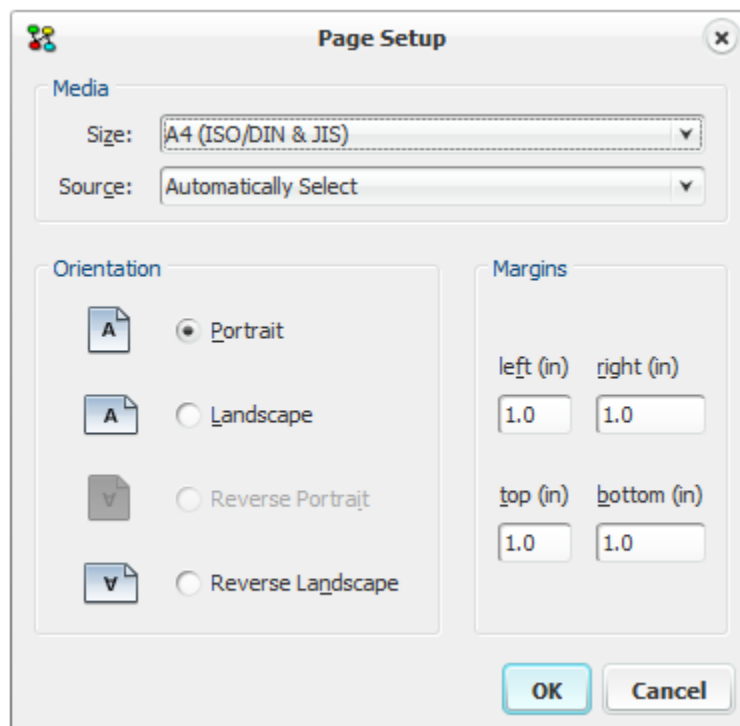 Page Setup
Media
Size: A4 (ISO/DIN & JIS)
Source: Automatically Select
Orientation
A Portrait
A Landscape
A Reverse Portrait
A Reverse Landscape
Margins
left (in) right (in)
1.0 1.0
top (in) bottom (in)
1.0 1.0
OK Cancel